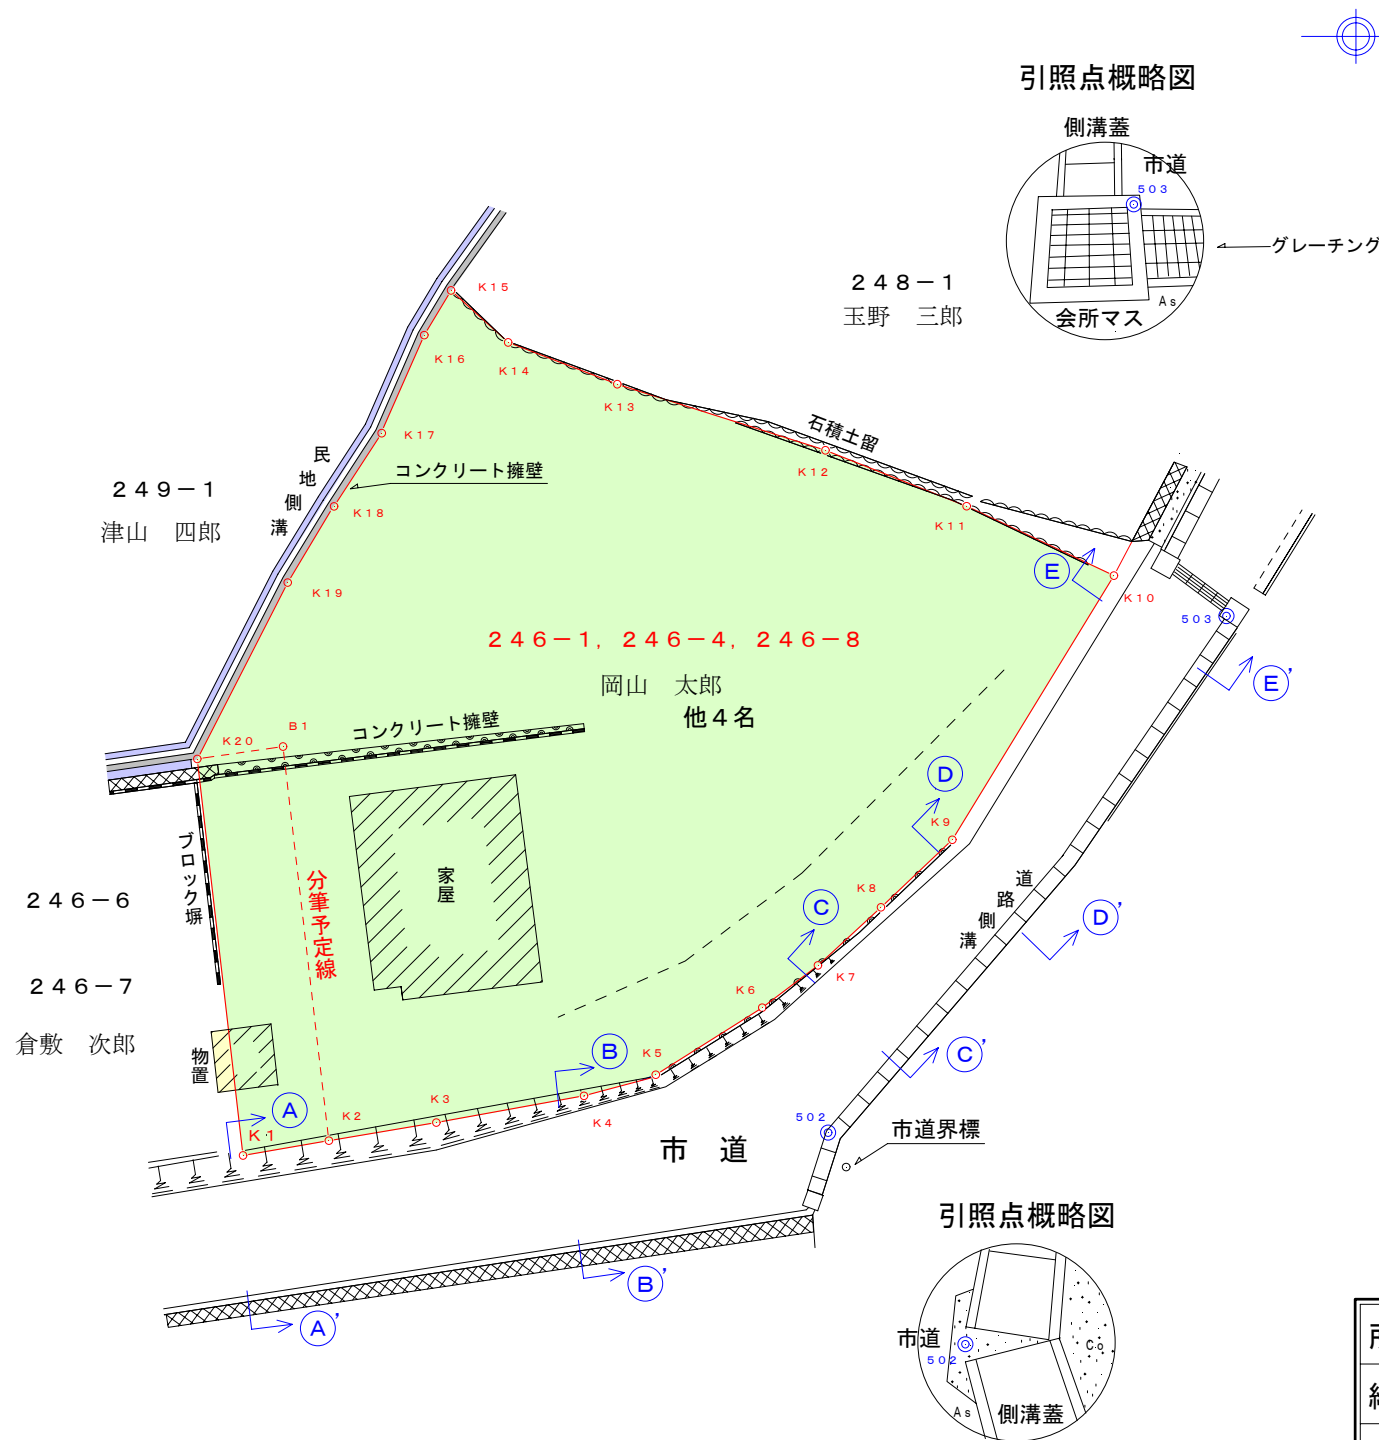 引照点概略図
側溝蓋
市道
503
グレーチング
As
会所マス
248-1
玉野　三郎
K15
K16
K14
K13
K17
石積土留
K12
民地側溝
コンクリート擁壁
249-1
津山　四郎
K18
K11
E
K10
K19
503
246-1, 246-4, 246-8
岡山　太郎
他4名
E'
コンクリート擁壁
B1
K20
D
K9
ブロック塀
家屋
分筆予定線
246-6
K8
C
道路側溝
D'
246-7
K7
K6
倉敷　次郎
物置
B
K5
C'
A
K1
K2
K3
K4
502
市道界標
市　道
引照点概略図
B'
A'
市道
502
Co
As
側溝蓋